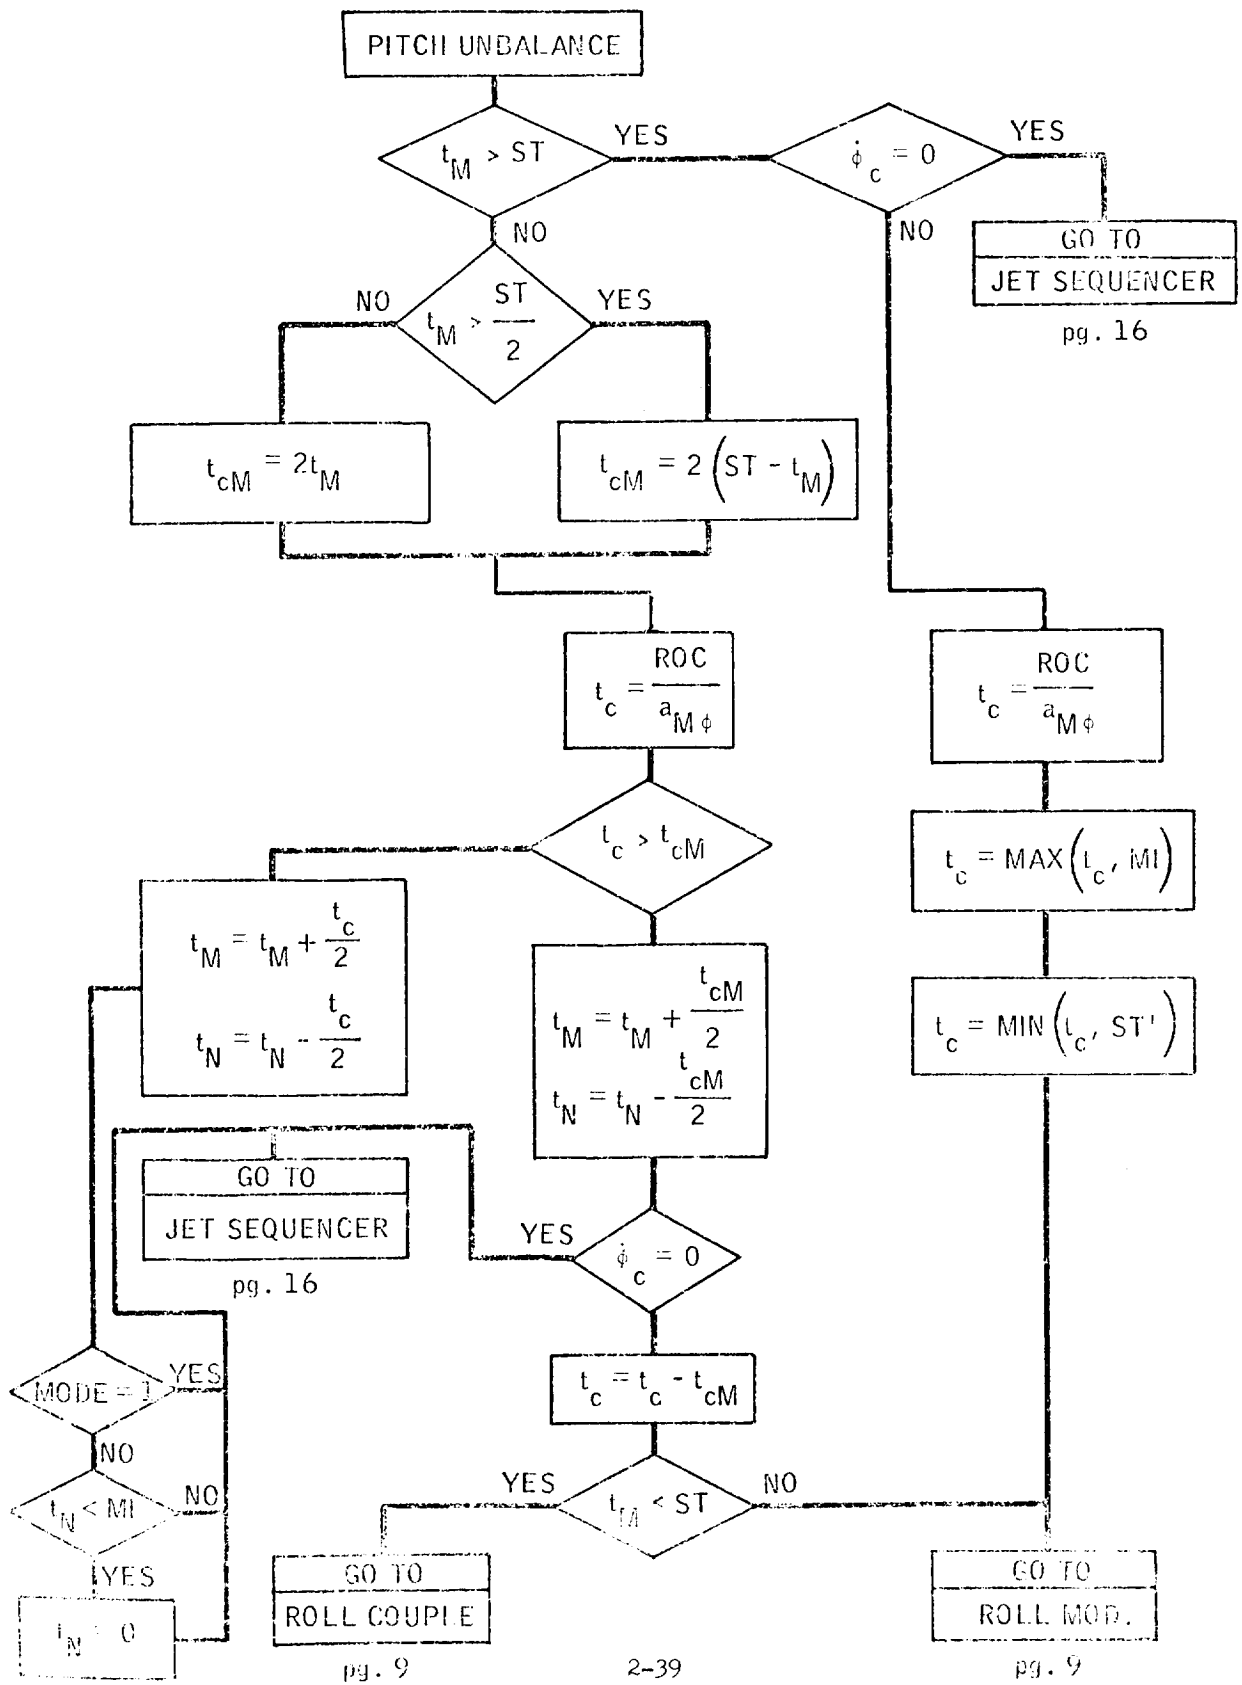 PITCH UNBALANCE
t_M > ST
YES
φ̇_c = 0
YES
NO
NO
GO TO
JET SEQUENCER
pg. 16
NO
t_M > ST/2
YES
t_cM = 2t_M
t_cM = 2 (ST - t_M)
t_c = ROC/a_Mφ
t_c = ROC/a_Mφ
t_c > t_cM
t_c = MAX (t_c, MI)
t_M = t_M + t_c/2
t_N = t_N - t_c/2
t_M = t_M + t_cM/2
t_N = t_N - t_cM/2
t_c = MIN (t_c, ST')
GO TO
JET SEQUENCER
pg. 16
YES
φ̇_c = 0
MODE = 1
YES
t_c = t_c - t_cM
NO
YES
t_M < ST
NO
t_N < MI
NO
YES
t_N = 0
GO TO
ROLL COUPLE
pg. 9
GO TO
ROLL MOD.
pg. 9
2-39